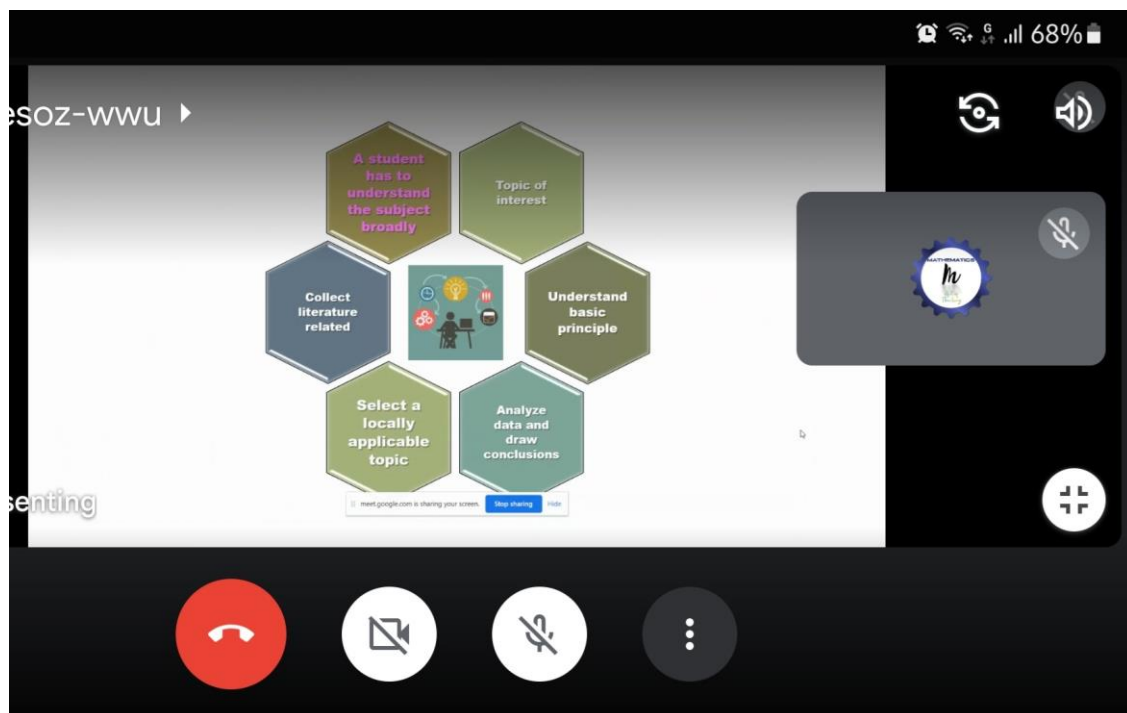 G
68%
esoz-wwu
A student
has to
understand
the subject
broadly
Topic of
interest
Collect
literature
related
Understand
basic
principle
Select a
locally
applicable
topic
Analyze
data and
draw
conclusions
MATHEMATICS
m
senting
meet.google.com is sharing your screen.
Stop sharing
Hide